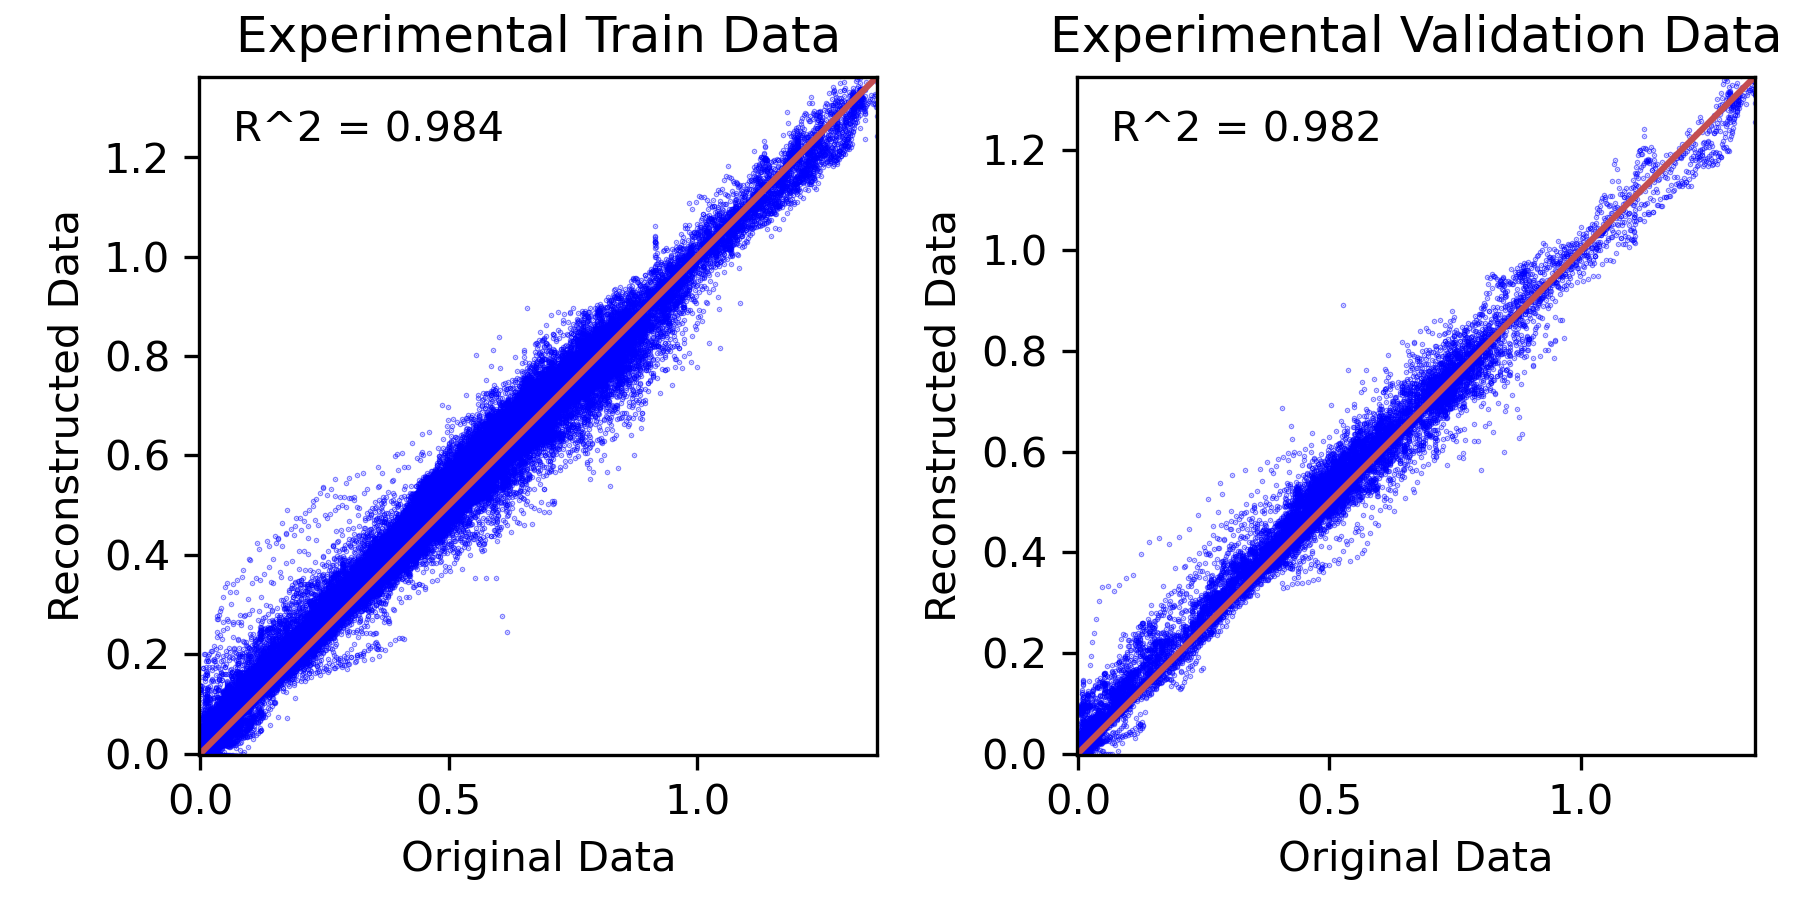 Experimental Train Data
R^2 = 0.984
1.2
1.0
0.8
0.6
0.4
0.2
0.0
Reconstructed Data
0.0 0.5 1.0
Original Data
Experimental Validation Data
R^2 = 0.982
1.2
1.0
0.8
0.6
0.4
0.2
0.0
Reconstructed Data
0.0 0.5 1.0
Original Data